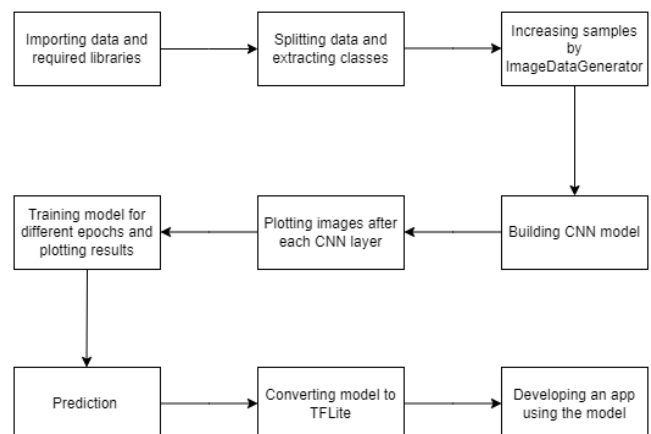 Importing data and
required libraries
Splitting data and
extracting classes
Increasing samples
by
ImageDataGenerator
Building CNN model
Plotting images after
each CNN layer
Training model for
different epochs and
plotting results
Prediction
Converting model to
TFLite
Developing an app
using the model